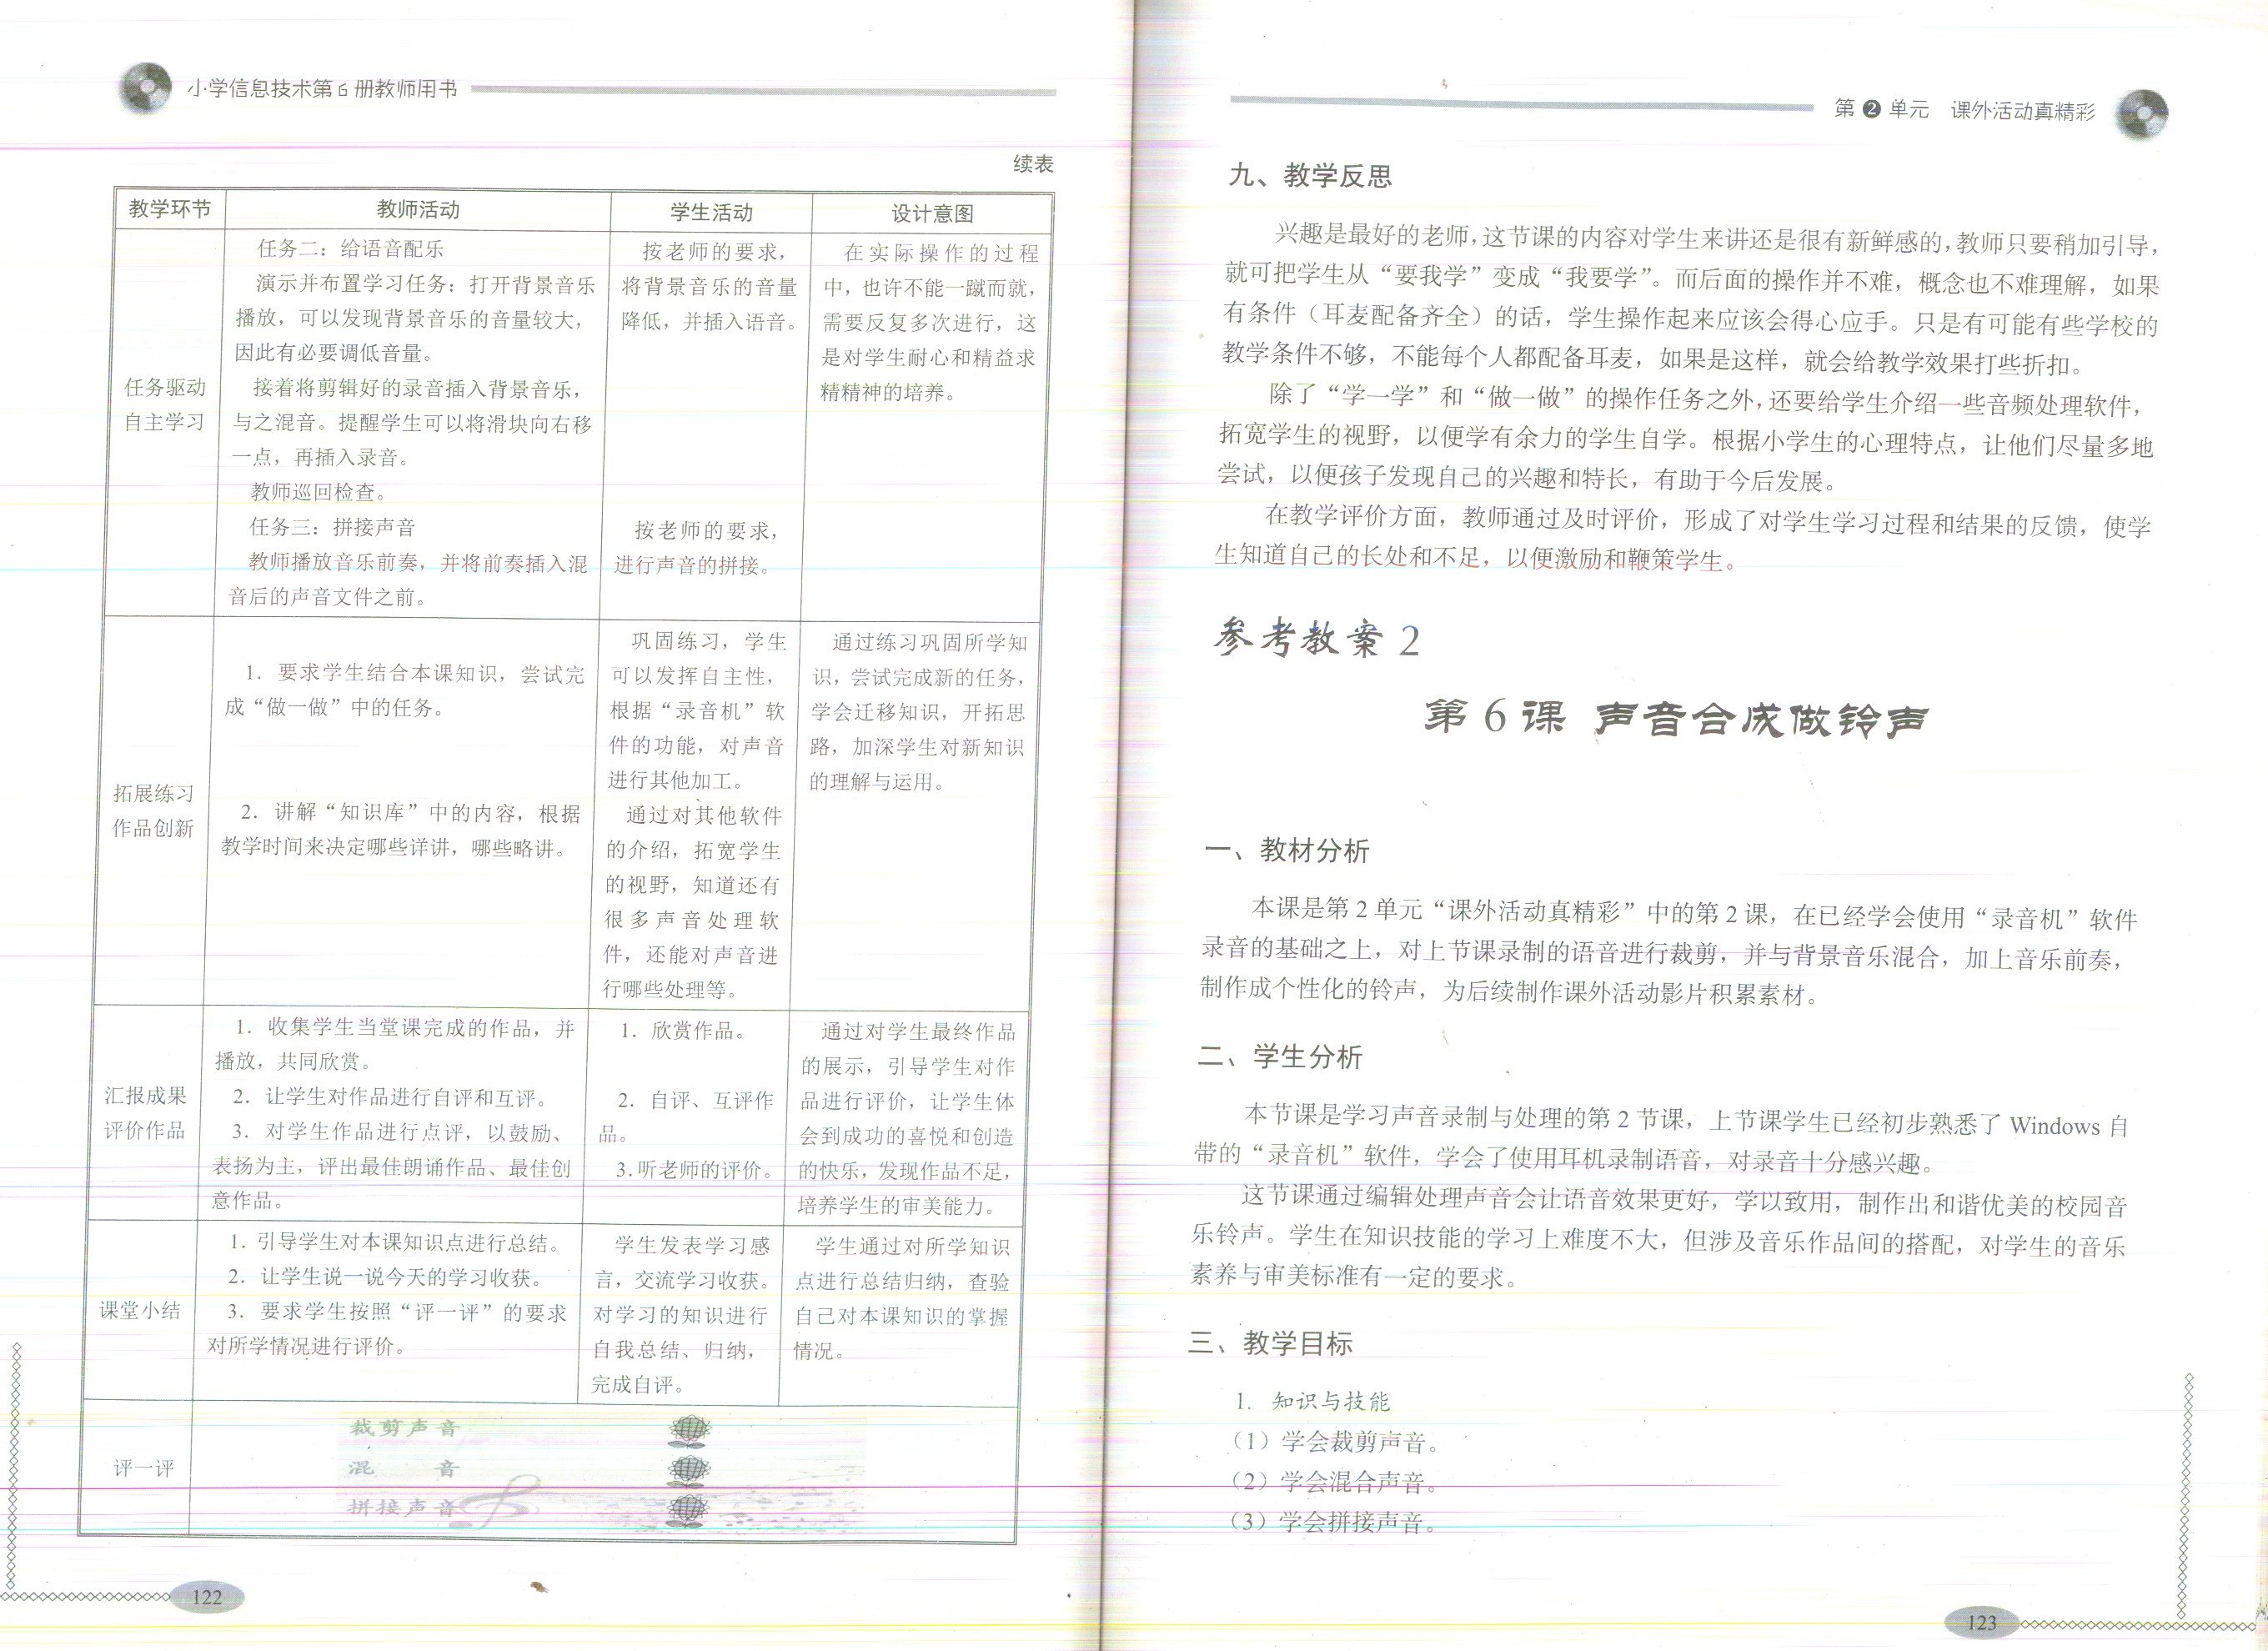 小学信息技术第6册教师用书
续表
教学环节
教师活动
学生活动
设计意图
任务驱动
自主学习
任务二：给语音配乐
演示并布置学习任务：打开背景音乐
播放，可以发现背景音乐的音量较大，
因此有必要调低音量。
接着将剪辑好的录音插入背景音乐，
与之混音。提醒学生可以将滑块向右移
一点，再插入录音。
教师巡回检查。
任务三：拼接声音
教师播放音乐前奏，并将前奏插入混
音后的声音文件之前。
按老师的要求，
将背景音乐的音量
降低，并插入语音。
按老师的要求，
进行声音的拼接。
在实际操作的过程
中，也许不能一蹴而就，
需要反复多次进行，这
是对学生耐心和精益求
精精神的培养。
拓展练习
作品创新
1．要求学生结合本课知识，尝试完
成“做一做”中的任务。
2．讲解“知识库”中的内容，根据
教学时间来决定哪些详讲，哪些略讲。
巩固练习，学生
可以发挥自主性，
根据“录音机”软
件的功能，对声音
进行其他加工。
通过对其他软件
的介绍，拓宽学生
的视野，知道还有
很多声音处理软
件，还能对声音进
行哪些处理等。
通过练习巩固所学知
识，尝试完成新的任务，
学会迁移知识，开拓思
路，加深学生对新知识
的理解与运用。
汇报成果
评价作品
1．收集学生当堂课完成的作品，并
播放，共同欣赏。
2．让学生对作品进行自评和互评。
3．对学生作品进行点评，以鼓励、
表扬为主，评出最佳朗诵作品、最佳创
意作品。
1．欣赏作品。
2．自评、互评作
品。
3.听老师的评价。
通过对学生最终作品
的展示，引导学生对作
品进行评价，让学生体
会到成功的喜悦和创造
的快乐，发现作品不足，
培养学生的审美能力。
课堂小结
1．引导学生对本课知识点进行总结。
2．让学生说一说今天的学习收获。
3．要求学生按照“评一评”的要求
对所学情况进行评价。
学生发表学习感
言，交流学习收获。
对学习的知识进行
自我总结、归纳，
完成自评。
学生通过对所学知识
点进行总结归纳，查验
自己对本课知识的掌握
情况。
评一评
裁剪声音
混 音
拼接声音
122
第2单元 课外活动真精彩
九、教学反思
兴趣是最好的老师，这节课的内容对学生来讲还是很有新鲜感的，教师只要稍加引导，
就可把学生从“要我学”变成“我要学”。而后面的操作并不难，概念也不难理解，如果
有条件（耳麦配备齐全）的话，学生操作起来应该会得心应手。只是有可能有些学校的
教学条件不够，不能每个人都配备耳麦，如果是这样，就会给教学效果打些折扣。
除了“学一学”和“做一做”的操作任务之外，还要给学生介绍一些音频处理软件，
拓宽学生的视野，以便学有余力的学生自学。根据小学生的心理特点，让他们尽量多地
尝试，以便孩子发现自己的兴趣和特长，有助于今后发展。
在教学评价方面，教师通过及时评价，形成了对学生学习过程和结果的反馈，使学
生知道自己的长处和不足，以便激励和鞭策学生。
参考教案2
第6课 声音合成做铃声
一、教材分析
本课是第2单元“课外活动真精彩”中的第2课，在已经学会使用“录音机”软件
录音的基础之上，对上节课录制的语音进行裁剪，并与背景音乐混合，加上音乐前奏，
制作成个性化的铃声，为后续制作课外活动影片积累素材。
二、学生分析
本节课是学习声音录制与处理的第2节课，上节课学生已经初步熟悉了Windows自
带的“录音机”软件，学会了使用耳机录制语音，对录音十分感兴趣。
这节课通过编辑处理声音会让语音效果更好，学以致用，制作出和谐优美的校园音
乐铃声。学生在知识技能的学习上难度不大，但涉及音乐作品间的搭配，对学生的音乐
素养与审美标准有一定的要求。
三、教学目标
1. 知识与技能
（1）学会裁剪声音。
（2）学会混合声音。
（3）学会拼接声音。
123